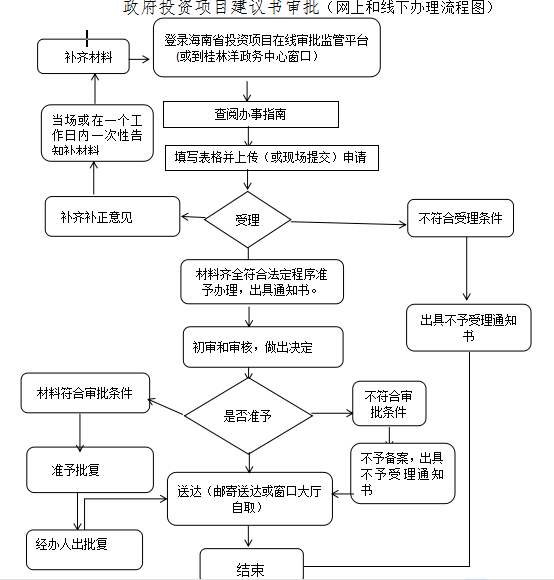 政府投资项目建议书审批（网上和线下办理流程图）
补齐材料
登录海南省投资项目在线审批监管平台
(或到桂林洋政务中心窗口）
当场或在一个工
作日内一次性告
知补材料
查阅办事指南
填写表格并上传（或现场提交）申请
补齐补正意见
受理
不符合受理条件
材料齐全符合法定程序准
予办理，出具通知书。
出具不予受理通知
书
初审和审核，做出决定
材料符合审批条件
是否准予
不符合审
批条件
准予批复
不予备案，出具
不予受理通知
书
送达（邮寄送达或窗口大厅
自取）
经办人出批复
结束